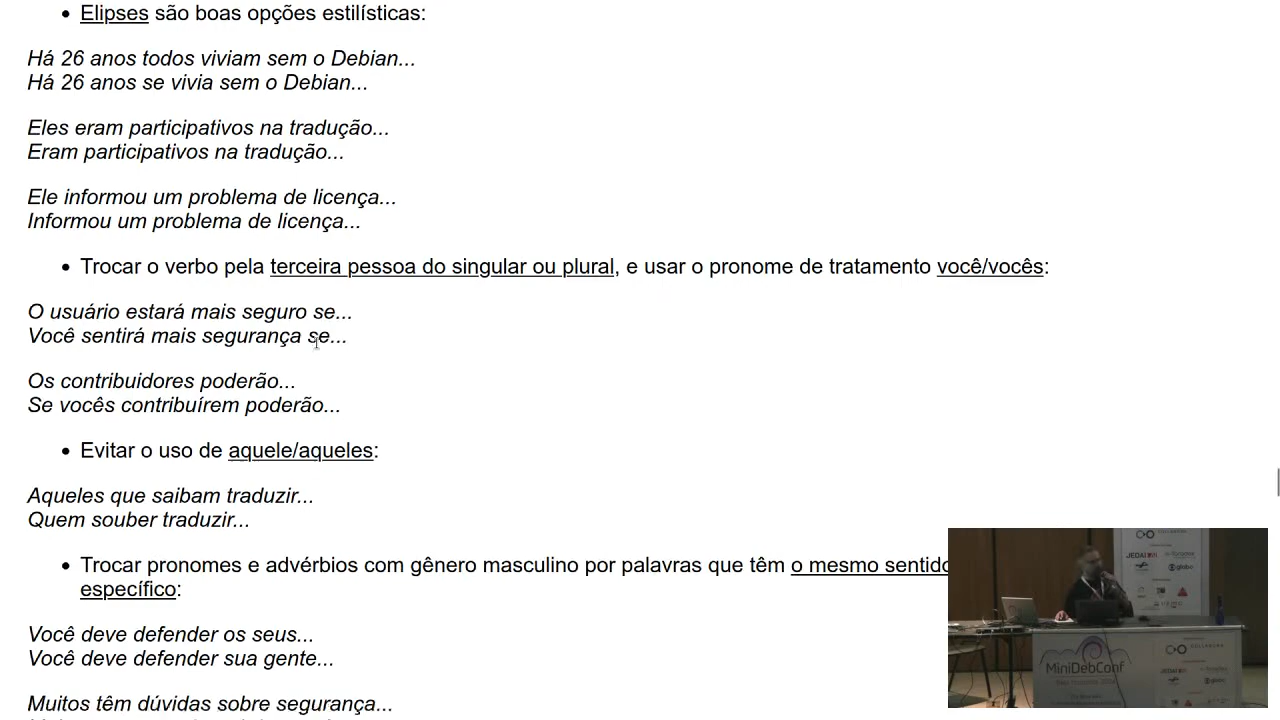 Elipses são boas opções estilísticas:
Há 26 anos todos viviam sem o Debian...
Há 26 anos se vivia sem o Debian...
Eles eram participativos na tradução...
Eram participativos na tradução...
Ele informou um problema de licença...
Informou um problema de licença...
Trocar o verbo pela terceira pessoa do singular ou plural, e usar o pronome de tratamento você/vocês:
O usuário estará mais seguro se...
Você sentirá mais segurança se...
Os contribuidores poderão...
Se vocês contribuírem poderão...
Evitar o uso de aquele/aqueles:
Aqueles que saibam traduzir...
Quem souber traduzir...
Trocar pronomes e advérbios com gênero masculino por palavras que têm o mesmo sentido
específico:
Você deve defender os seus...
Você deve defender sua gente...
Muitos têm dúvidas sobre segurança...
MiniDebConf
COLLABORA
globo
globo